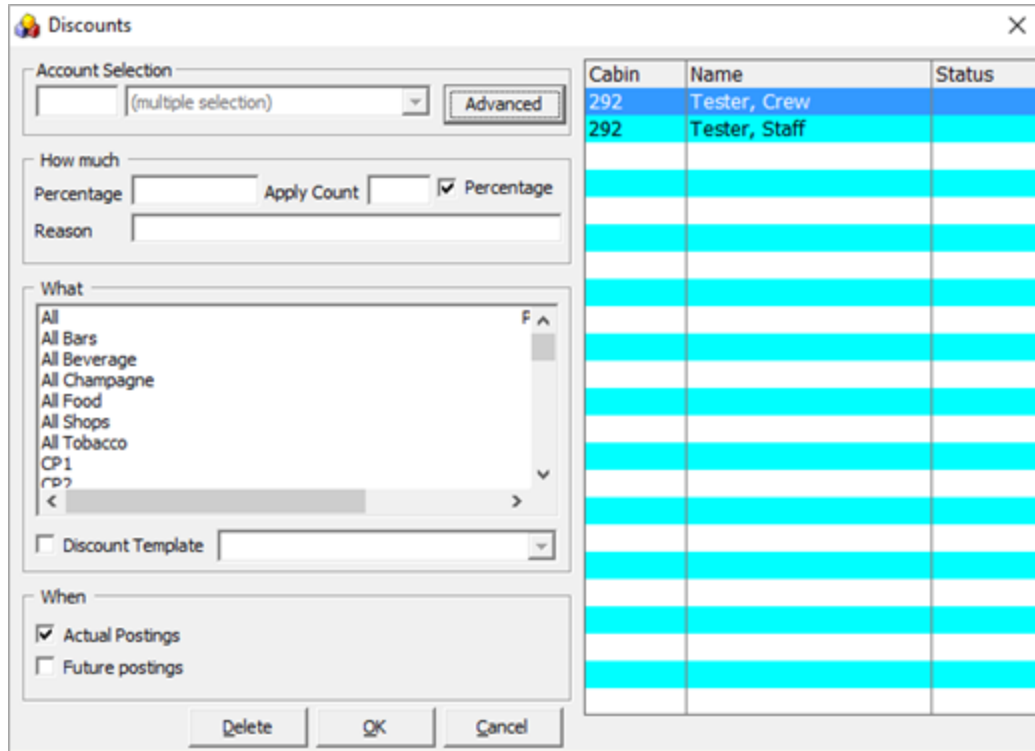 Discounts
Account Selection
(multiple selection)
Advanced
How much
Percentage
Apply Count
Percentage
Reason
What
All
All Bars
All Beverage
All Champagne
All Food
All Shops
All Tobacco
CP1
CP2
Discount Template
When
Actual Postings
Future postings
Delete
OK
Cancel
Cabin Name Status
292 Tester, Crew
292 Tester, Staff